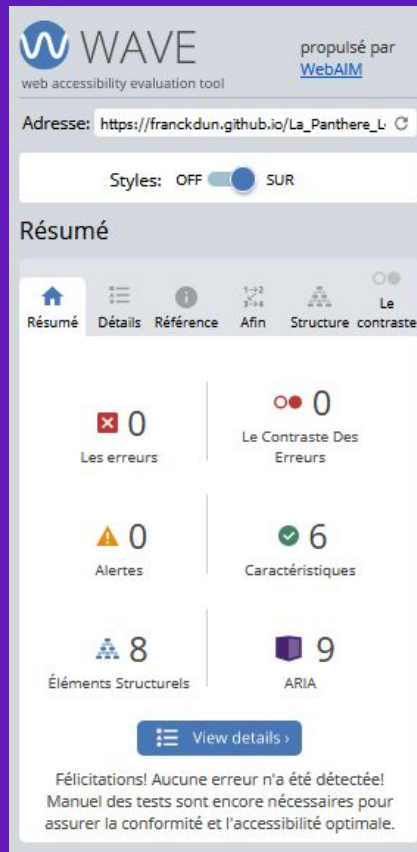 WAVE
web accessibility evaluation tool
propulsé par
WebAIM
Adresse: https://franckdun.github.io/La_Panthere_L
Styles: OFF SUR
Résumé
Résumé
Détails
Référence
Afin
Structure
Le
contraste
0
Les erreurs
0
Le Contraste Des
Erreurs
0
Alertes
6
Caractéristiques
8
Éléments Structurels
9
ARIA
View details ›
Félicitations! Aucune erreur n'a été détectée!
Manuel des tests sont encore nécessaires pour
assurer la conformité et l'accessibilité optimale.